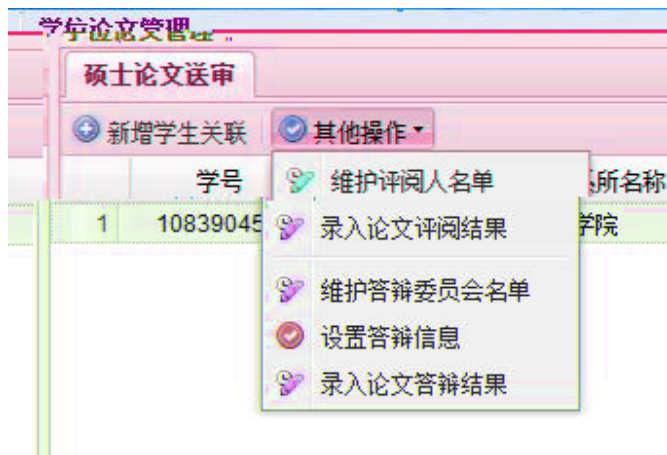 学位论文管理
硕士论文送审
新增学生关联 其他操作
学号 系所名称
1 10839045 学院
维护评阅人名单
录入论文评阅结果
维护答辩委员会名单
设置答辩信息
录入论文答辩结果